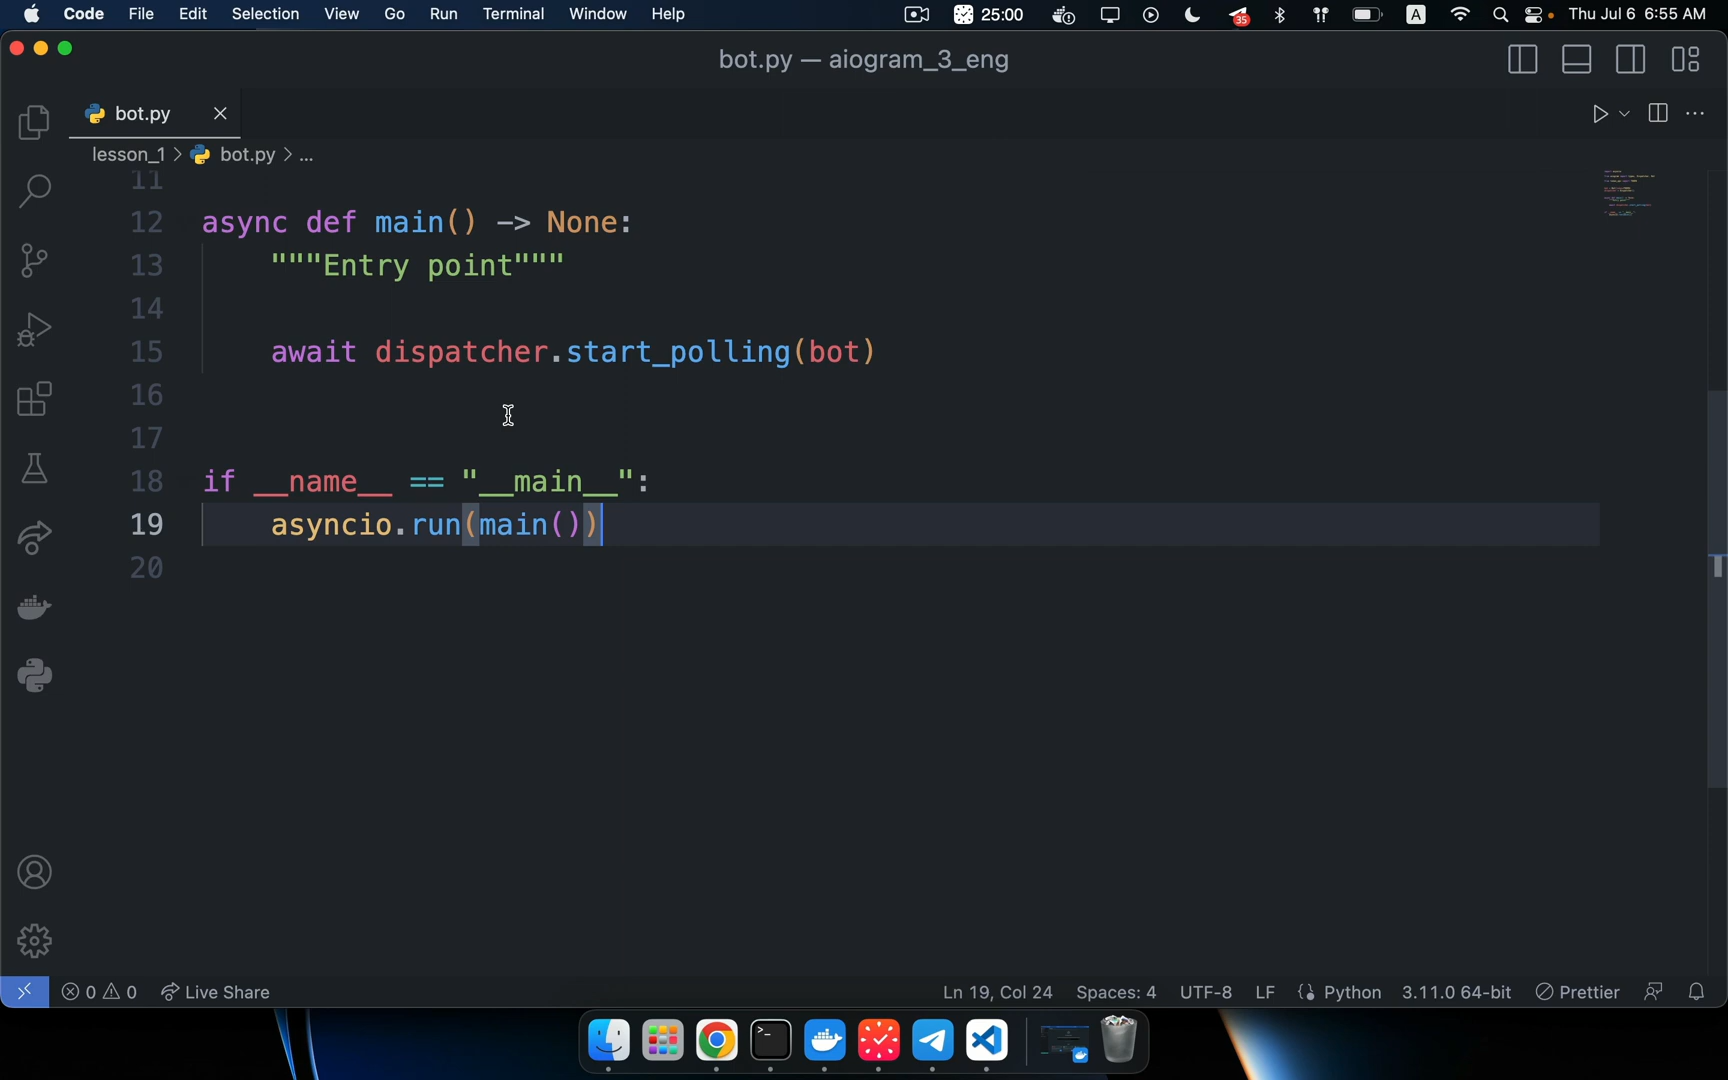 Code File Edit Selection View Go Run Terminal Window Help 25:00 35 A Thu Jul 6 6:55 AM
bot.py — aiogram_3_eng
bot.py
lesson_1 > bot.py > ...
11
12 async def main() -> None:
13 """Entry point"""
14
15 await dispatcher.start_polling(bot)
16
17
18 if __name__ == "__main__":
19 asyncio.run(main())
20
0 0 Live Share Ln 19, Col 24 Spaces: 4 UTF-8 LF Python 3.11.0 64-bit Prettier